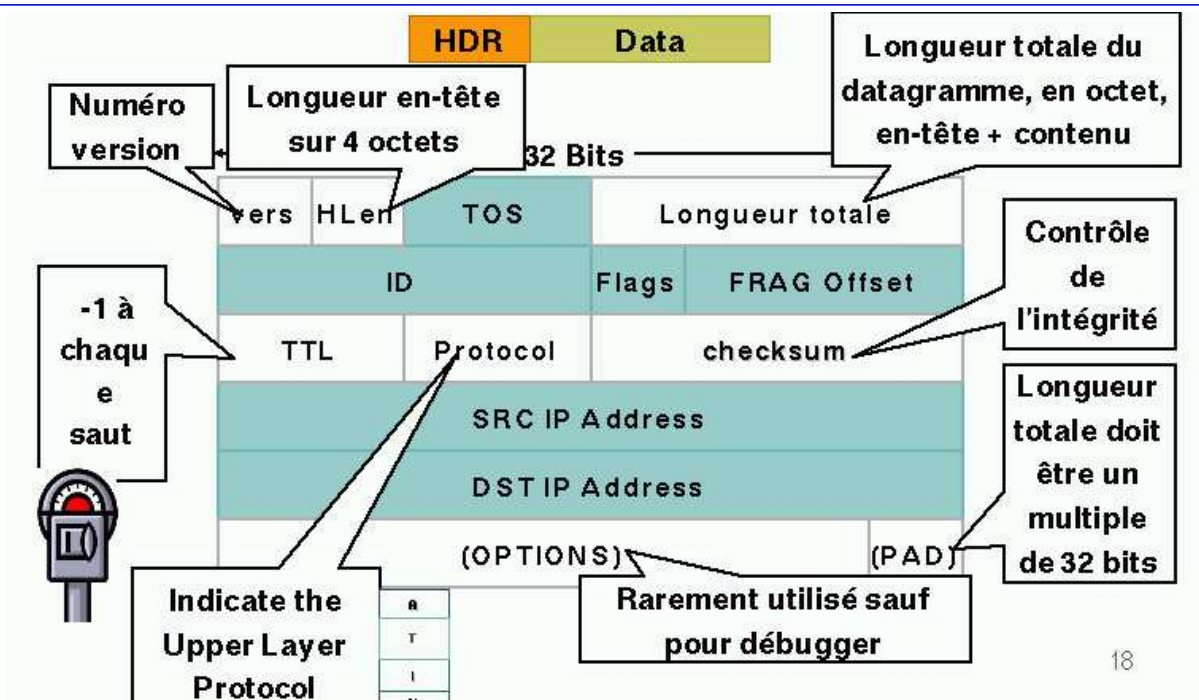 HDR Data
Numéro
version
Longueur en-tête
sur 4 octets
Longueur totale du
datagramme, en octet,
en-tête + contenu
32 Bits
vers HLen TOS Longueur totale
ID Flags FRAG Offset
TTL Protocol checksum
SRC IP Address
DST IP Address
(OPTIONS) (PAD)
-1 à
chaqu
e
saut
Contrôle
de
l'intégrité
Longueur
totale doit
être un
multiple
de 32 bits
Indicate the
Upper Layer
Protocol
A
T
I
Rarement utilisé sauf
pour débugger
18